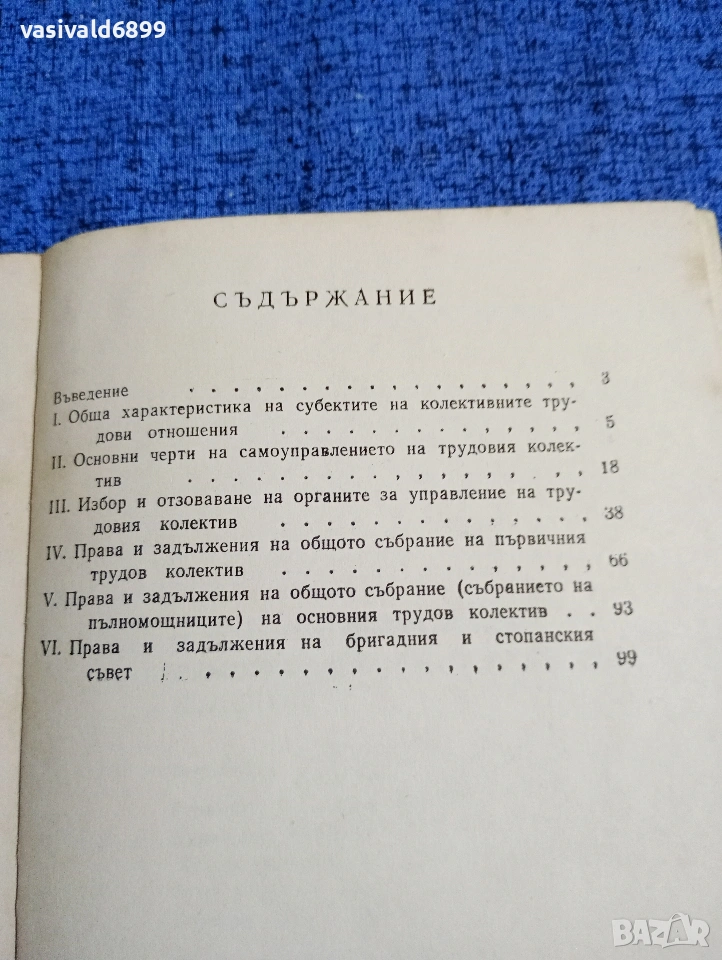 vasivald6899
СЪДЪРЖАНИЕ
Въведение . . . . . . . . . . . . . . . . . 3
I. Обща характеристика на субектите на колективните тру-
дови отношения . . . . . . . . . . . . . 5
II. Основни черти на самоуправлението на трудовия колек-
тив . . . . . . . . . . . . . . . . . 18
III. Избор и отзоваване на органите за управление на тру-
довия колектив . . . . . . . . . . . . . 38
IV. Права и задължения на общото събрание на първичния
трудов колектив . . . . . . . . . . . . . 66
V. Права и задължения на общото събрание (събранието на
пълномощниците) на основния трудов колектив . . 93
VI. Права и задължения на бригадния и стопанския
съвет . . . . . . . . . . . . . . . . . 99
BAZAR